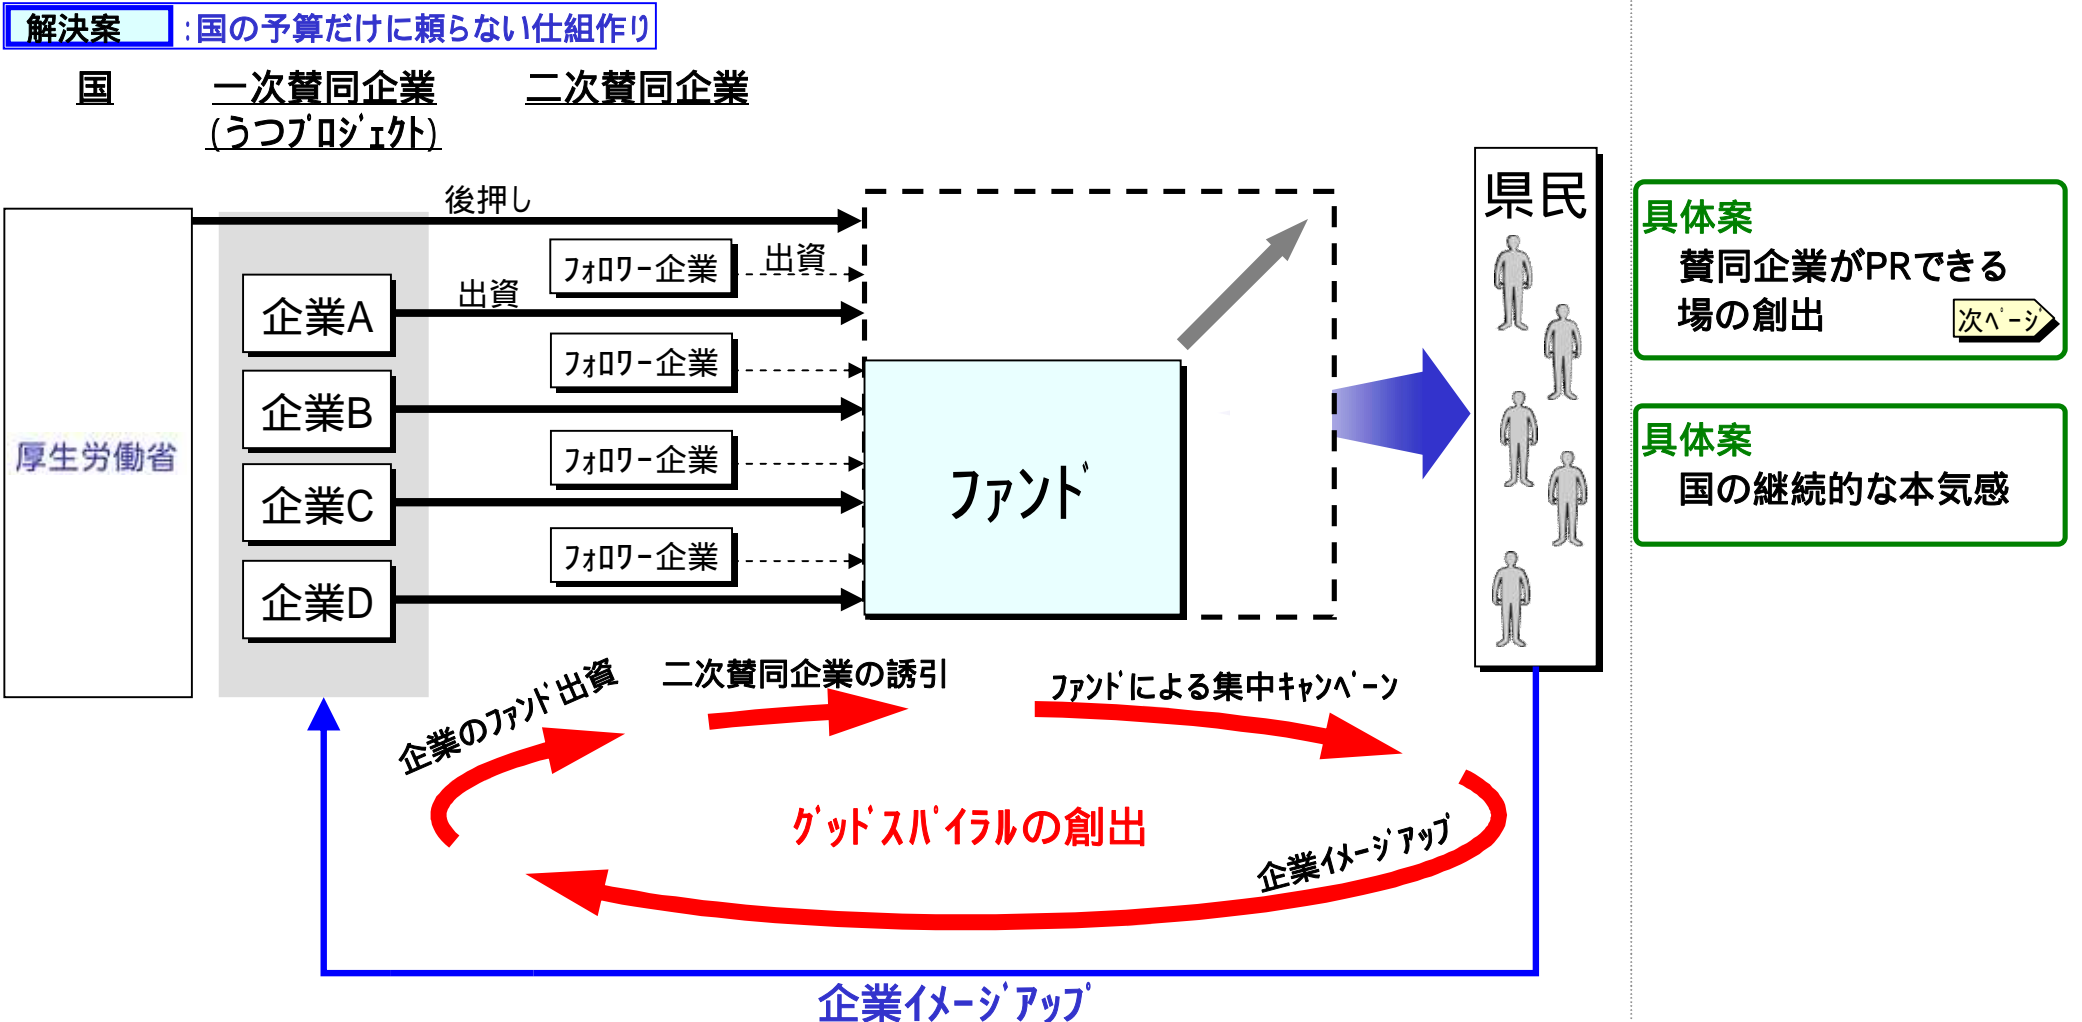 解決案 :国の予算だけに頼らない仕組作り
国 一次賛同企業 二次賛同企業
(うつﾌﾟﾛｼﾞｪｸﾄ)
後押し
厚生労働省
企業A
企業B
企業C
企業D
出資
ﾌｫﾛﾜｰ企業
出資
ﾌｫﾛﾜｰ企業
ﾌｫﾛﾜｰ企業
ﾌｫﾛﾜｰ企業
ﾌｧﾝﾄﾞ
県民
具体案
賛同企業がPRできる
場の創出
次ﾍﾟｰｼﾞ
具体案
国の継続的な本気感
企業のﾌｧﾝﾄﾞ出資
二次賛同企業の誘引
ﾌｧﾝﾄﾞによる集中ｷｬﾝﾍﾟｰﾝ
ｸﾞｯﾄﾞｽﾊﾟｲﾗﾙの創出
企業ｲﾒｰｼﾞｱｯﾌﾟ
企業ｲﾒｰｼﾞｱｯﾌﾟ